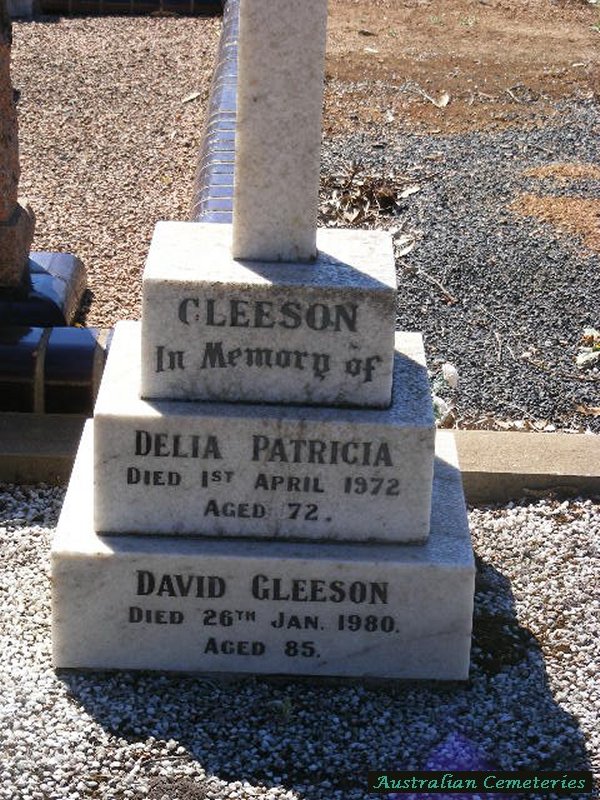 GLEESON
In Memory of
DELIA PATRICIA
DIED 1ST APRIL 1972
AGED 72.
DAVID GLEESON
DIED 26TH JAN. 1980.
AGED 85.
Australian Cemeteries